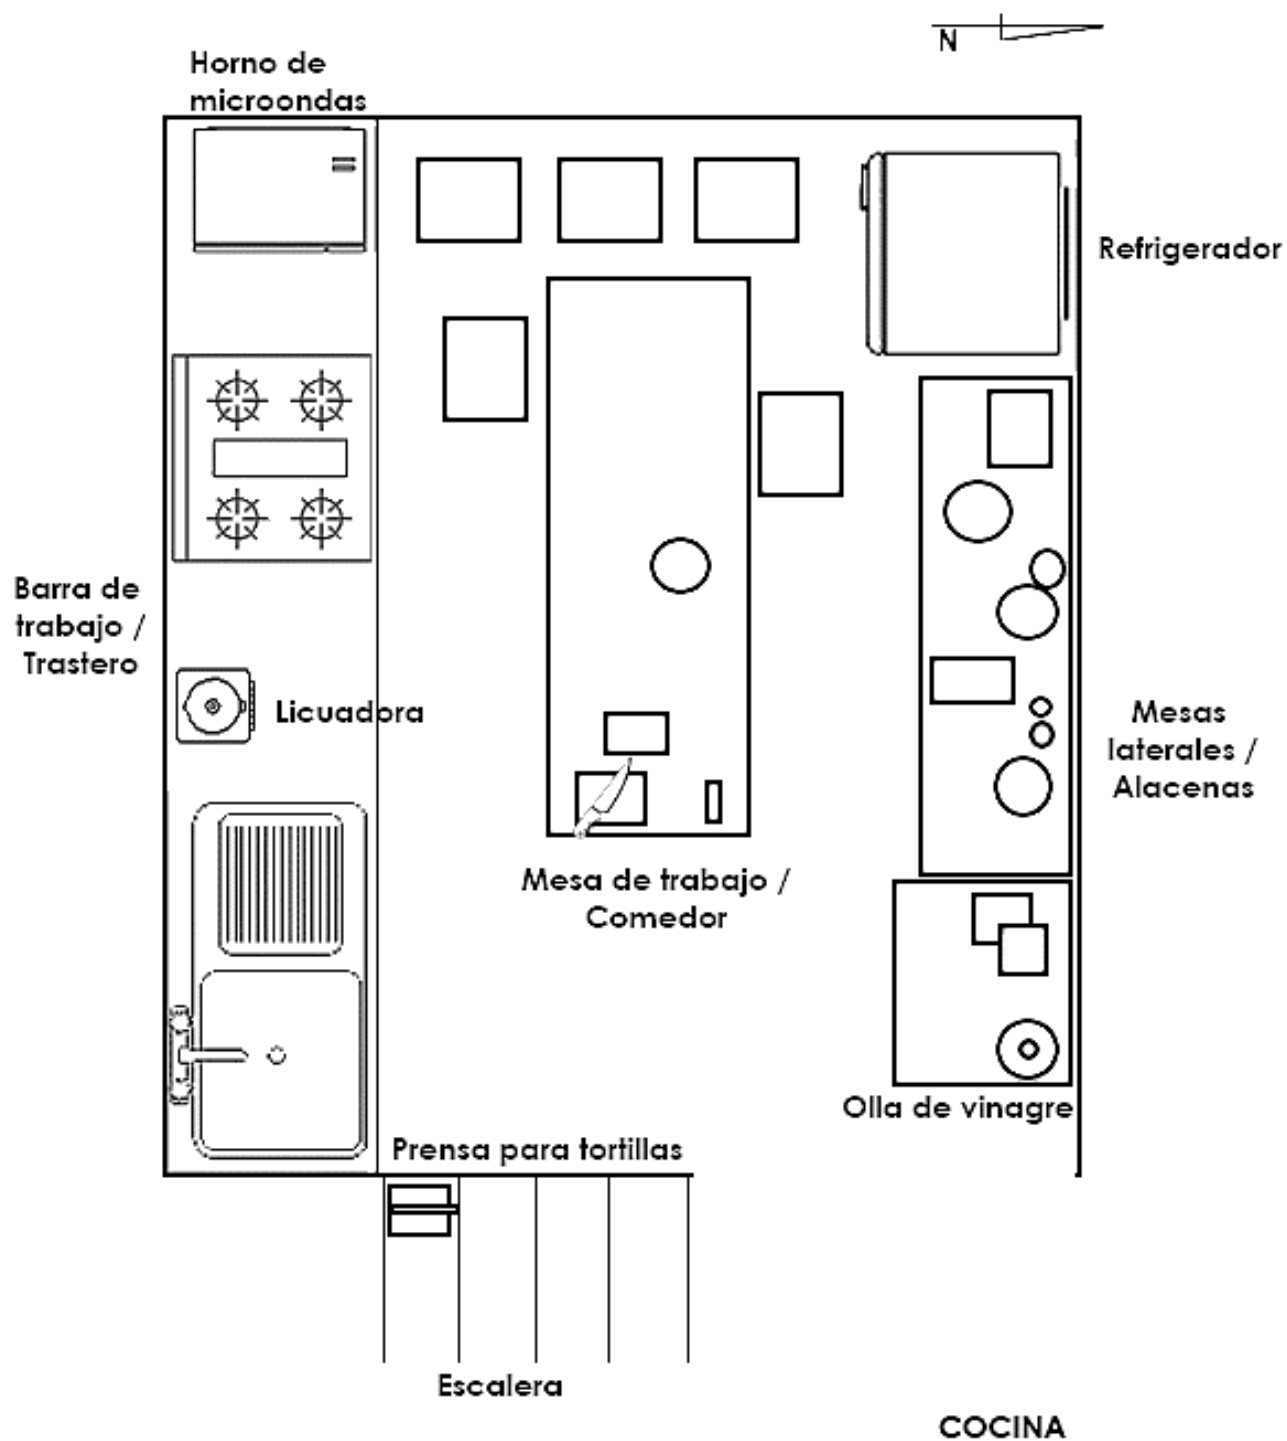 N
Horno de
microondas
Refrigerador
Barra de
trabajo /
Trastero
Licuadora
Mesas
laterales /
Alacenas
Mesa de trabajo /
Comedor
Olla de vinagre
Prensa para tortillas
Escalera
COCINA